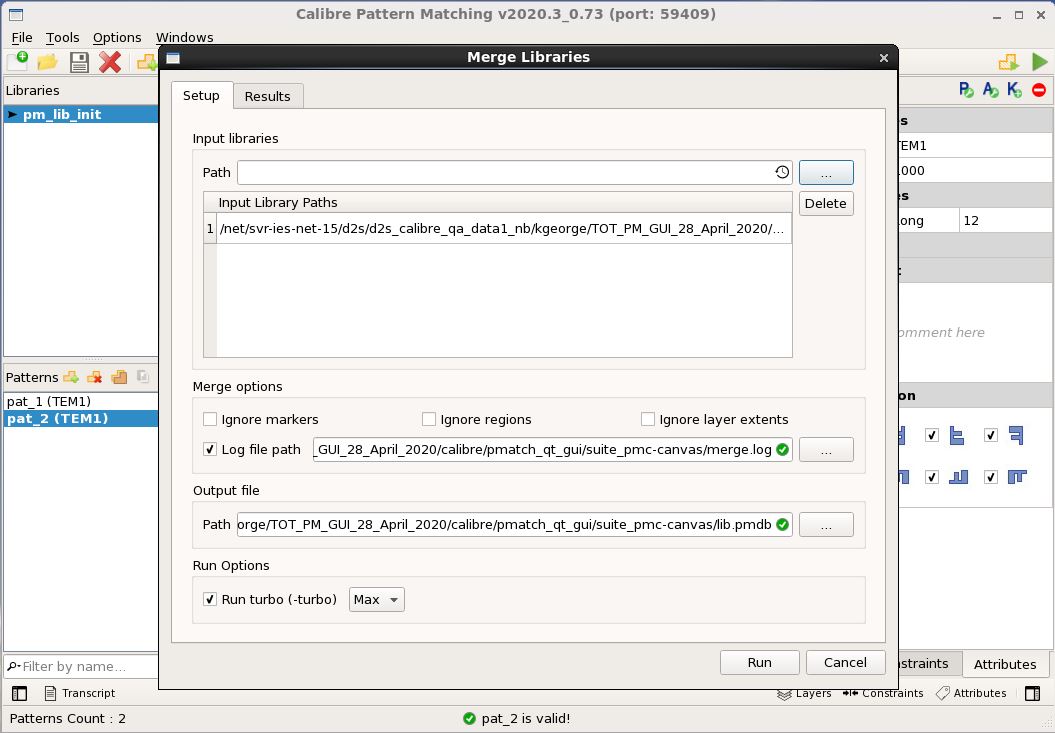 Calibre Pattern Matching v2020.3_0.73 (port: 59409)
File Tools Options Windows
Merge Libraries
Libraries
pm_lib_init
Setup Results
Input libraries
Path ...
Input Library Paths
Delete
1 /net/svr-ies-net-15/d2s/d2s_calibre_qa_data1_nb/kgeorge/TOT_PM_GUI_28_April_2020/...
TEM1
.000
ong 12
omment here
on
Patterns
pat_1 (TEM1)
pat_2 (TEM1)
Merge options
Ignore markers Ignore regions Ignore layer extents
Log file path _GUI_28_April_2020/calibre/pmatch_qt_gui/suite_pmc-canvas/merge.log ...
Output file
Path orge/TOT_PM_GUI_28_April_2020/calibre/pmatch_qt_gui/suite_pmc-canvas/lib.pmdb ...
Run Options
Run turbo (-turbo) Max
Run Cancel
Filter by name...
nstraints Attributes
Transcript Layers Constraints Attributes
Patterns Count : 2 pat_2 is valid!